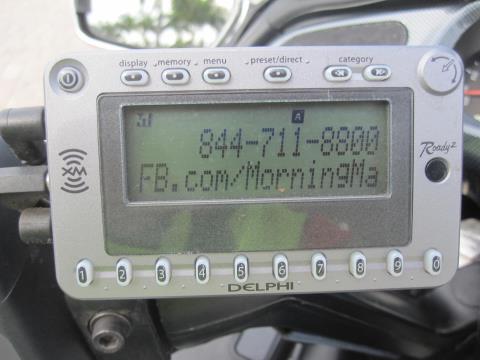 display memory menu preset/direct category
A
844-711-8800
FB.com/MorningMa
XM
Roady2
1 2 3 4 5 6 7 8 9 0
DELPHI